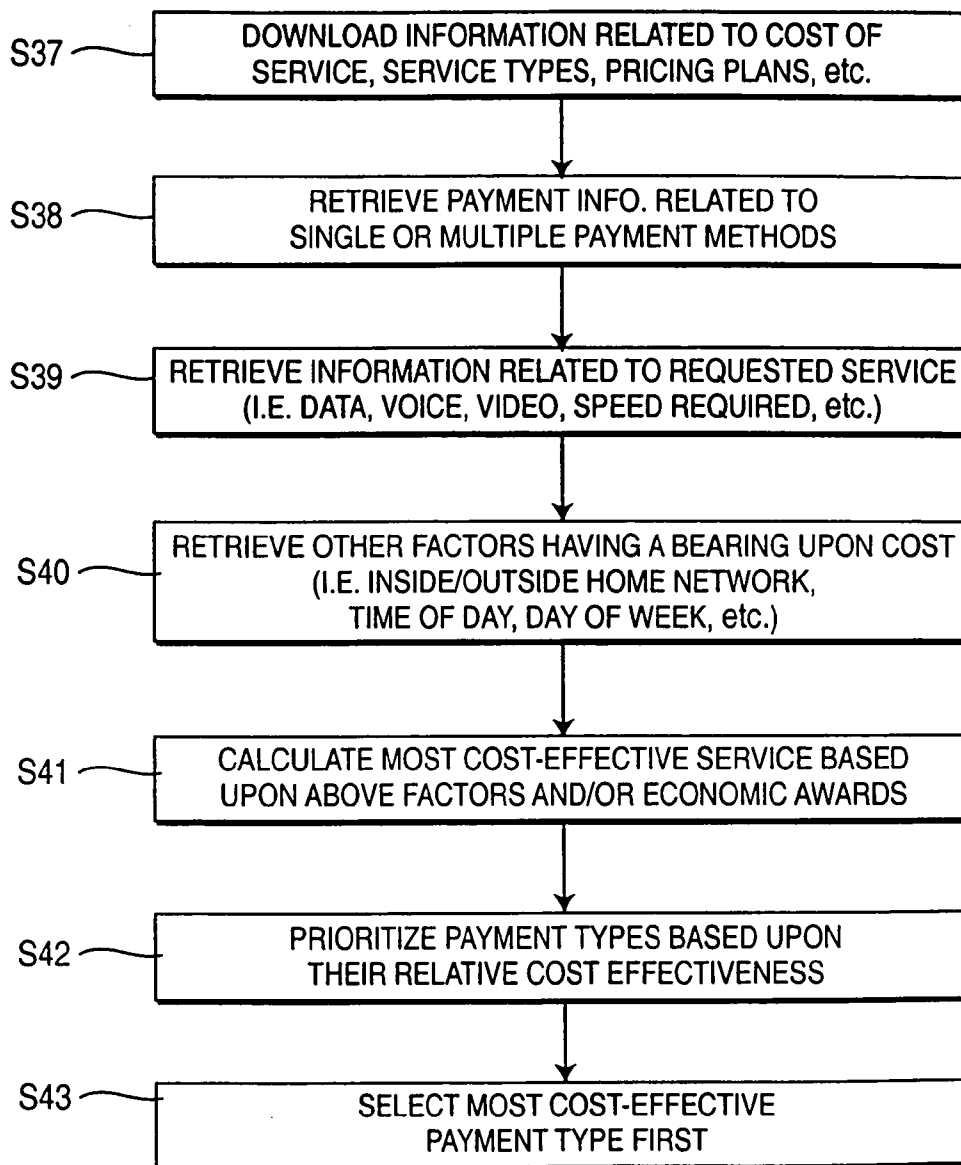 S37
DOWNLOAD INFORMATION RELATED TO COST OF
SERVICE, SERVICE TYPES, PRICING PLANS, etc.
S38
RETRIEVE PAYMENT INFO. RELATED TO
SINGLE OR MULTIPLE PAYMENT METHODS
S39
RETRIEVE INFORMATION RELATED TO REQUESTED SERVICE
(I.E. DATA, VOICE, VIDEO, SPEED REQUIRED, etc.)
S40
RETRIEVE OTHER FACTORS HAVING A BEARING UPON COST
(I.E. INSIDE/OUTSIDE HOME NETWORK,
TIME OF DAY, DAY OF WEEK, etc.)
S41
CALCULATE MOST COST-EFFECTIVE SERVICE BASED
UPON ABOVE FACTORS AND/OR ECONOMIC AWARDS
S42
PRIORITIZE PAYMENT TYPES BASED UPON
THEIR RELATIVE COST EFFECTIVENESS
S43
SELECT MOST COST-EFFECTIVE
PAYMENT TYPE FIRST